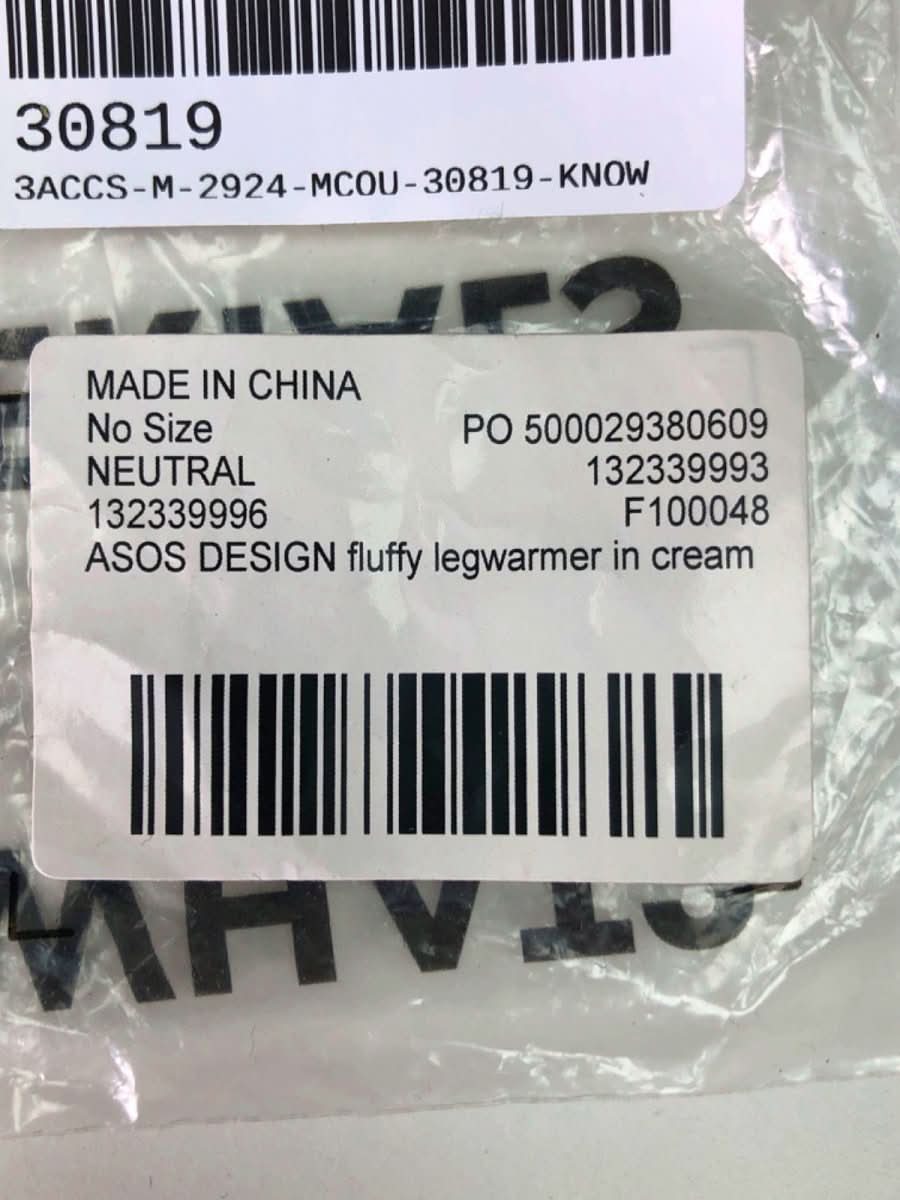 30819
3ACCS-M-2924-MCOU-30819-KNOW
MADE IN CHINA
No Size PO 500029380609
NEUTRAL 132339993
132339996 F100048
ASOS DESIGN fluffy legwarmer in cream